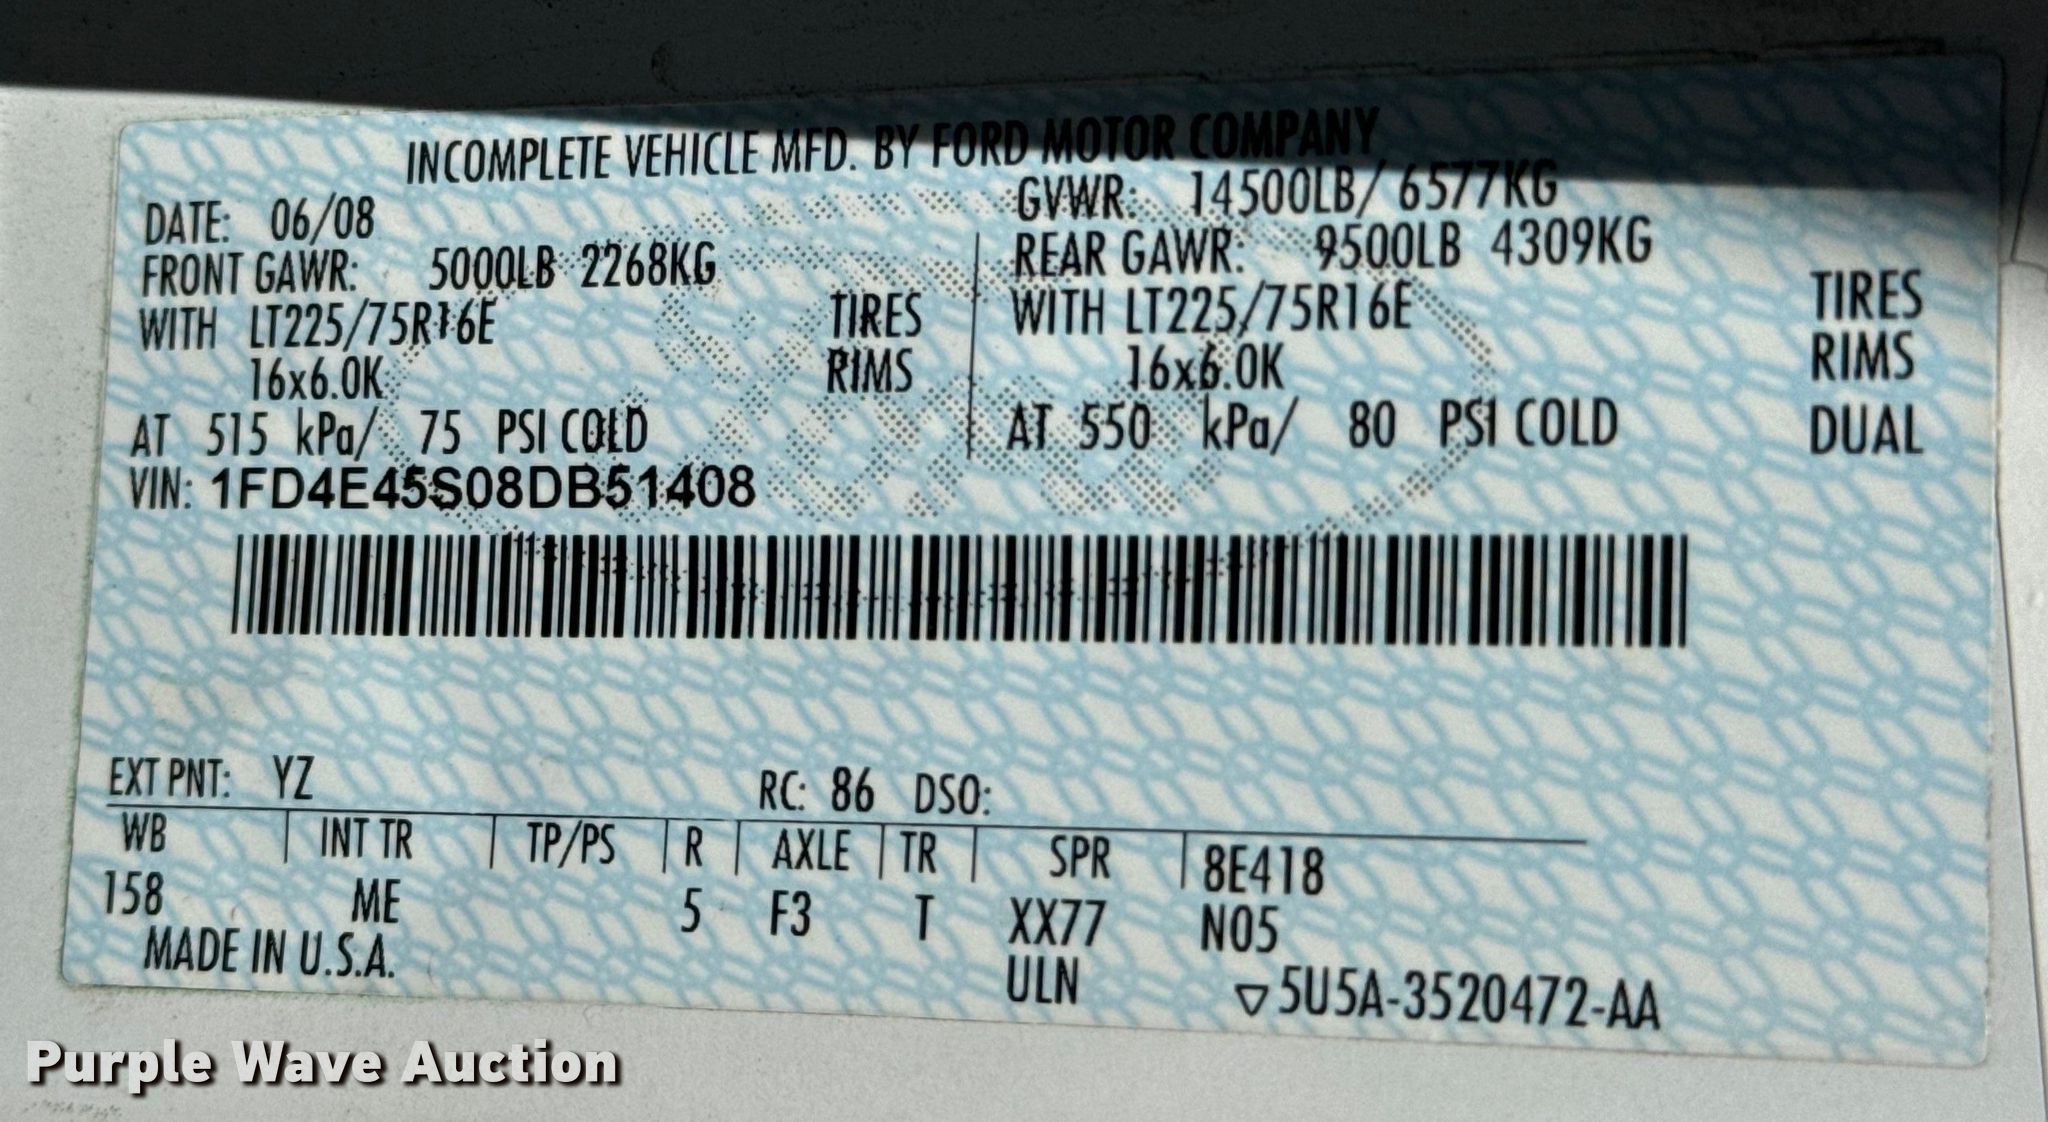 INCOMPLETE VEHICLE MFD. BY FORD MOTOR COMPANY
DATE: 06/08 GVWR: 14500LB/ 6577KG
FRONT GAWR: 5000LB 2268KG REAR GAWR: 9500LB 4309KG
WITH LT225/75R16E TIRES WITH LT225/75R16E TIRES
16x6.0K RIMS 16x6.0K RIMS
AT 515 kPa/ 75 PSI COLD AT 550 kPa/ 80 PSI COLD DUAL
VIN: 1FD4E45S08DB51408
EXT PNT: YZ RC: 86 DSO:
WB INT TR TP/PS R AXLE TR SPR 8E418
158 ME 5 F3 T XX77 N05
MADE IN U.S.A. ULN ▽5U5A-3520472-AA
Purple Wave Auction